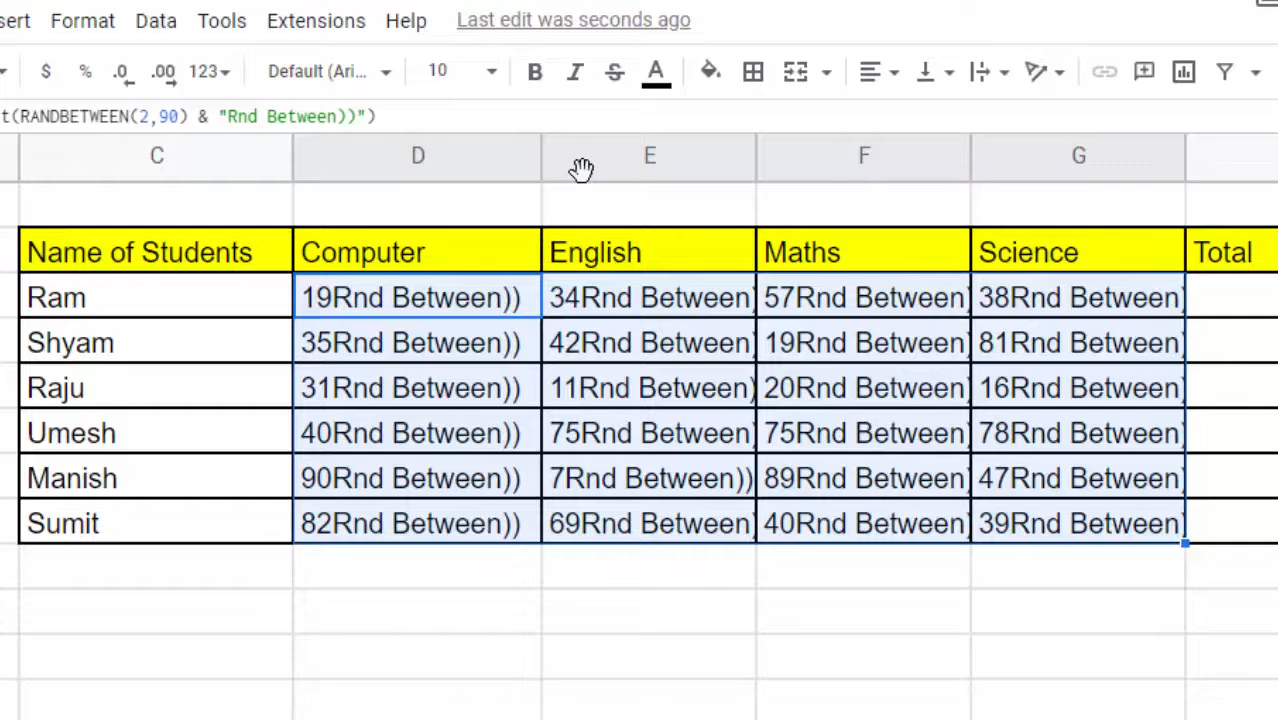 sert Format Data Tools Extensions Help Last edit was seconds ago
$ % .0 .00 123 Default (Ari... 10 B I S A
t(RANDBETWEEN(2,90) & "Rnd Between))")
C D E F G
Name of Students Computer English Maths Science Total
Ram 19Rnd Between)) 34Rnd Between) 57Rnd Between) 38Rnd Between)
Shyam 35Rnd Between)) 42Rnd Between) 19Rnd Between) 81Rnd Between)
Raju 31Rnd Between)) 11Rnd Between) 20Rnd Between) 16Rnd Between)
Umesh 40Rnd Between)) 75Rnd Between) 75Rnd Between) 78Rnd Between)
Manish 90Rnd Between)) 7Rnd Between)) 89Rnd Between) 47Rnd Between)
Sumit 82Rnd Between)) 69Rnd Between) 40Rnd Between) 39Rnd Between)